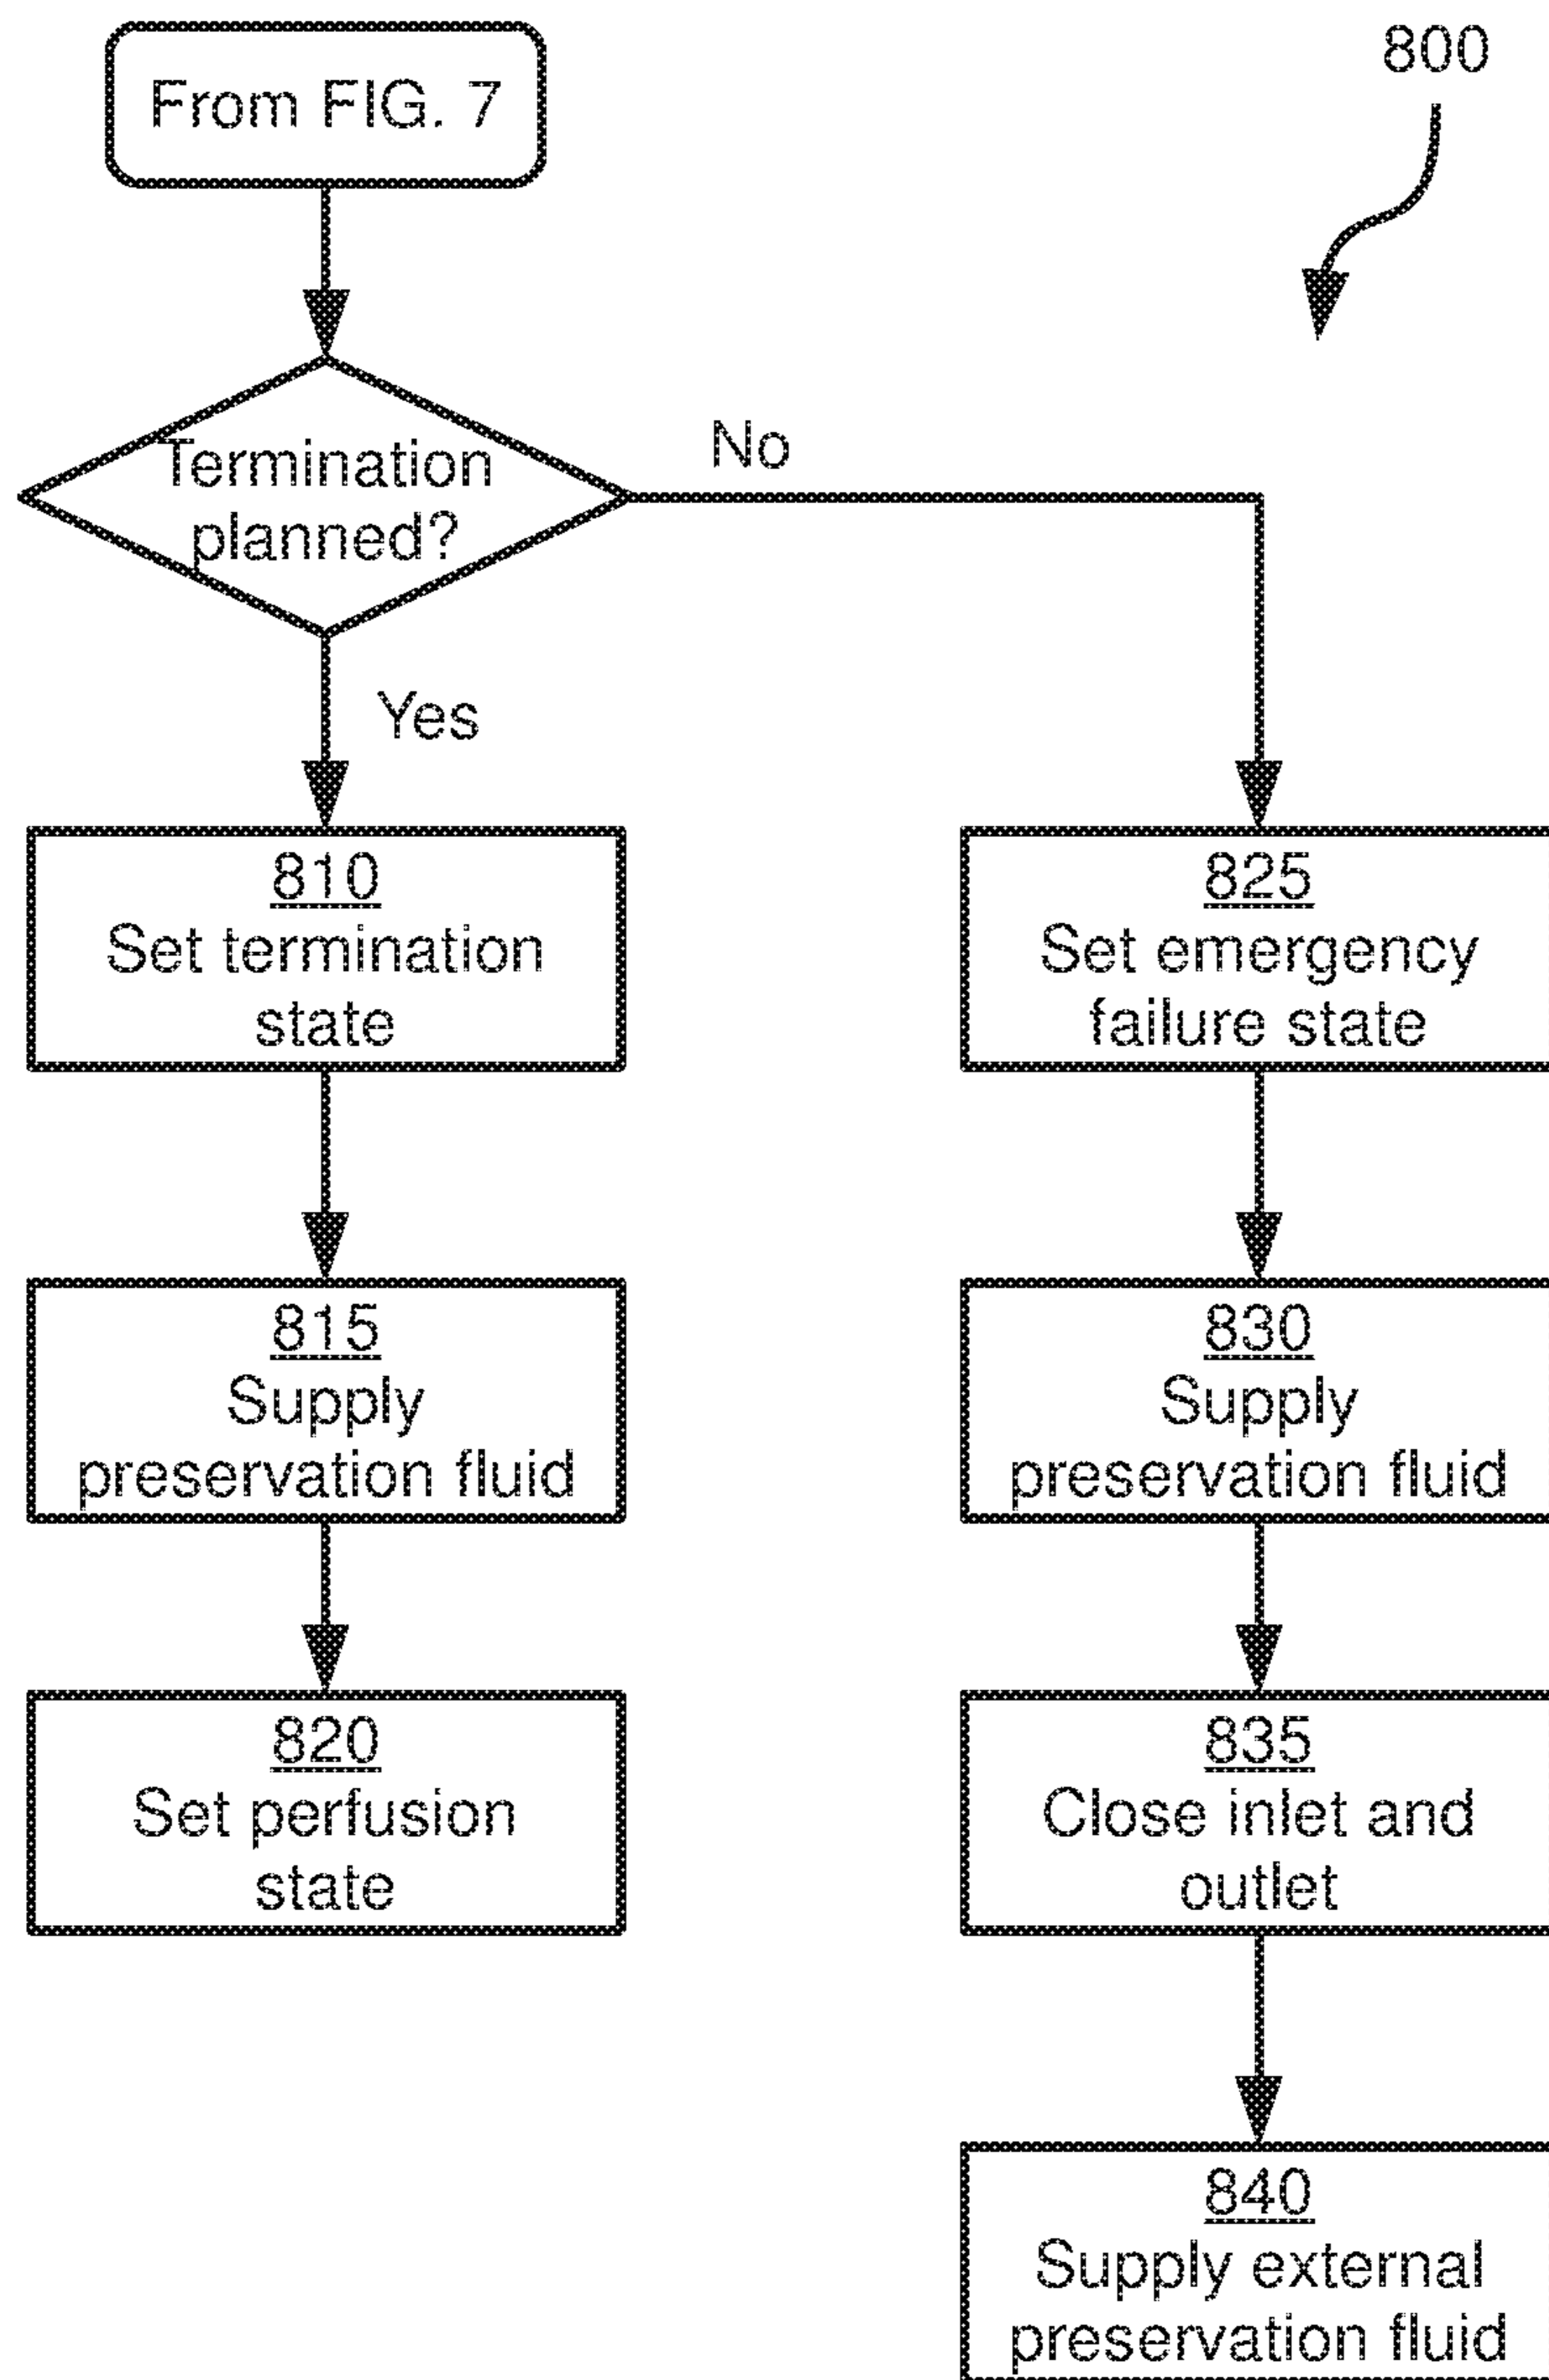 From FIG. 7
800
Termination
planned?
No
Yes
810
Set termination
state
825
Set emergency
failure state
815
Supply
preservation fluid
830
Supply
preservation fluid
820
Set perfusion
state
835
Close inlet and
outlet
840
Supply external
preservation fluid